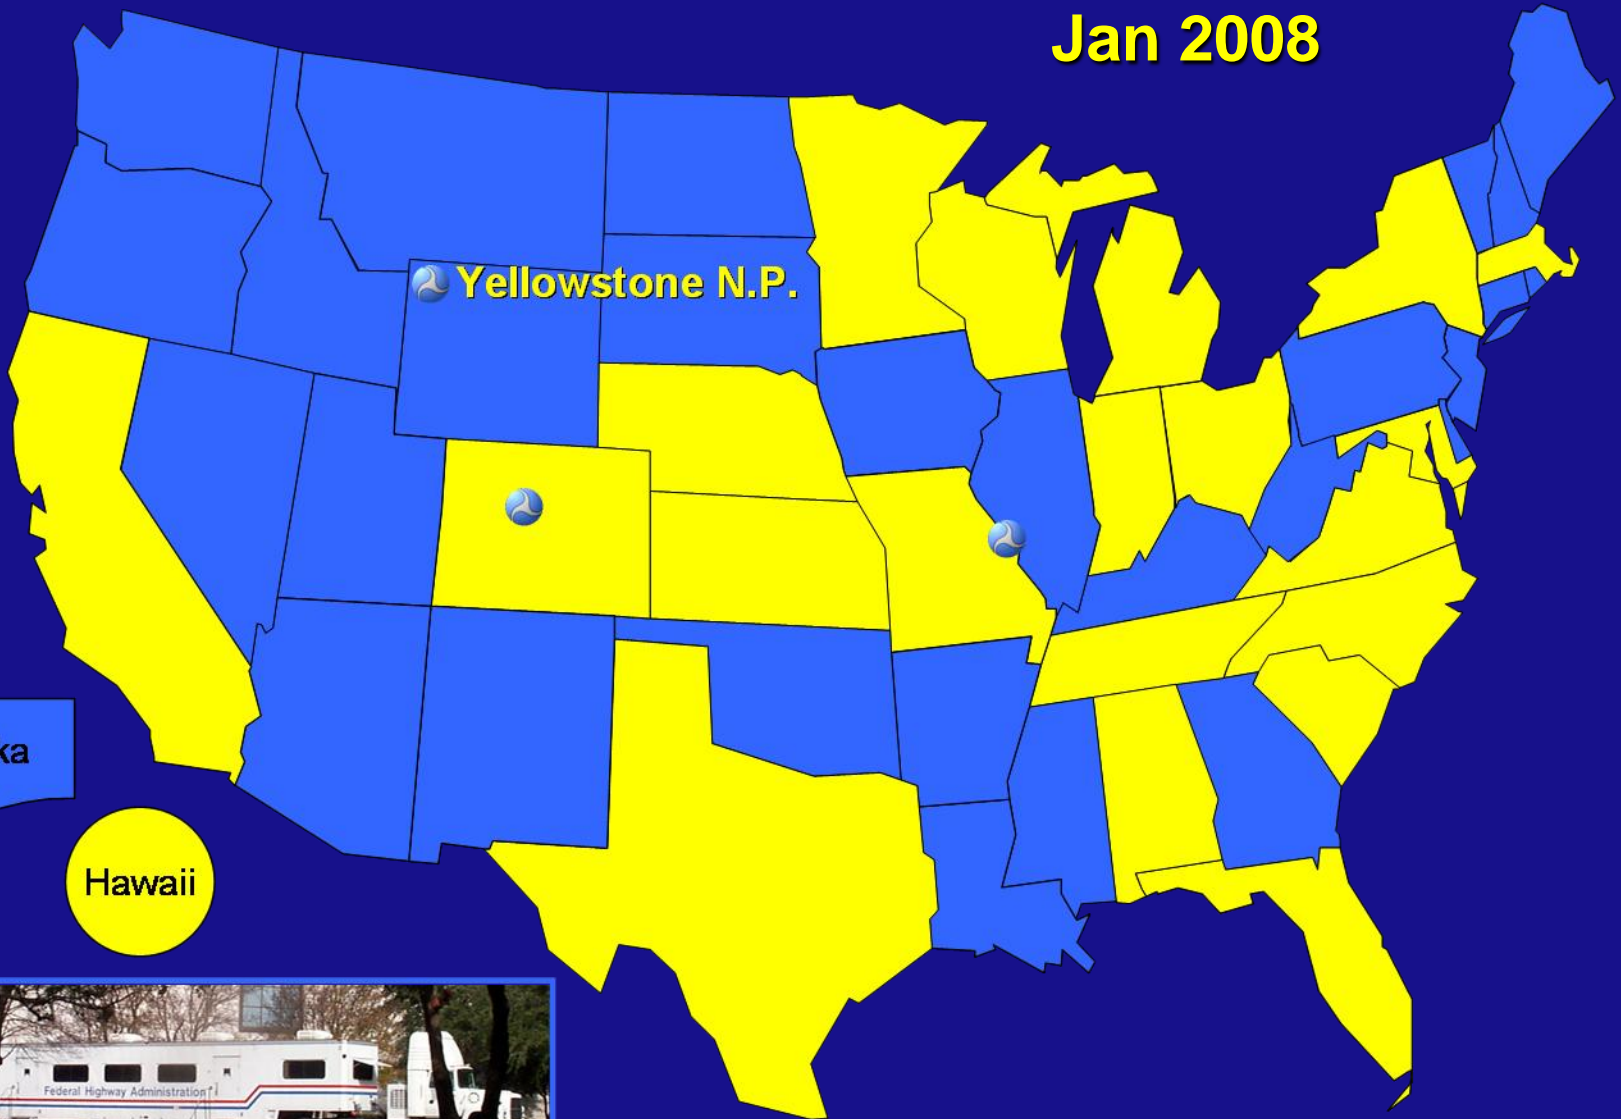 Jan 2008
Yellowstone N.P.
ka
Hawaii
Federal Highway Administration